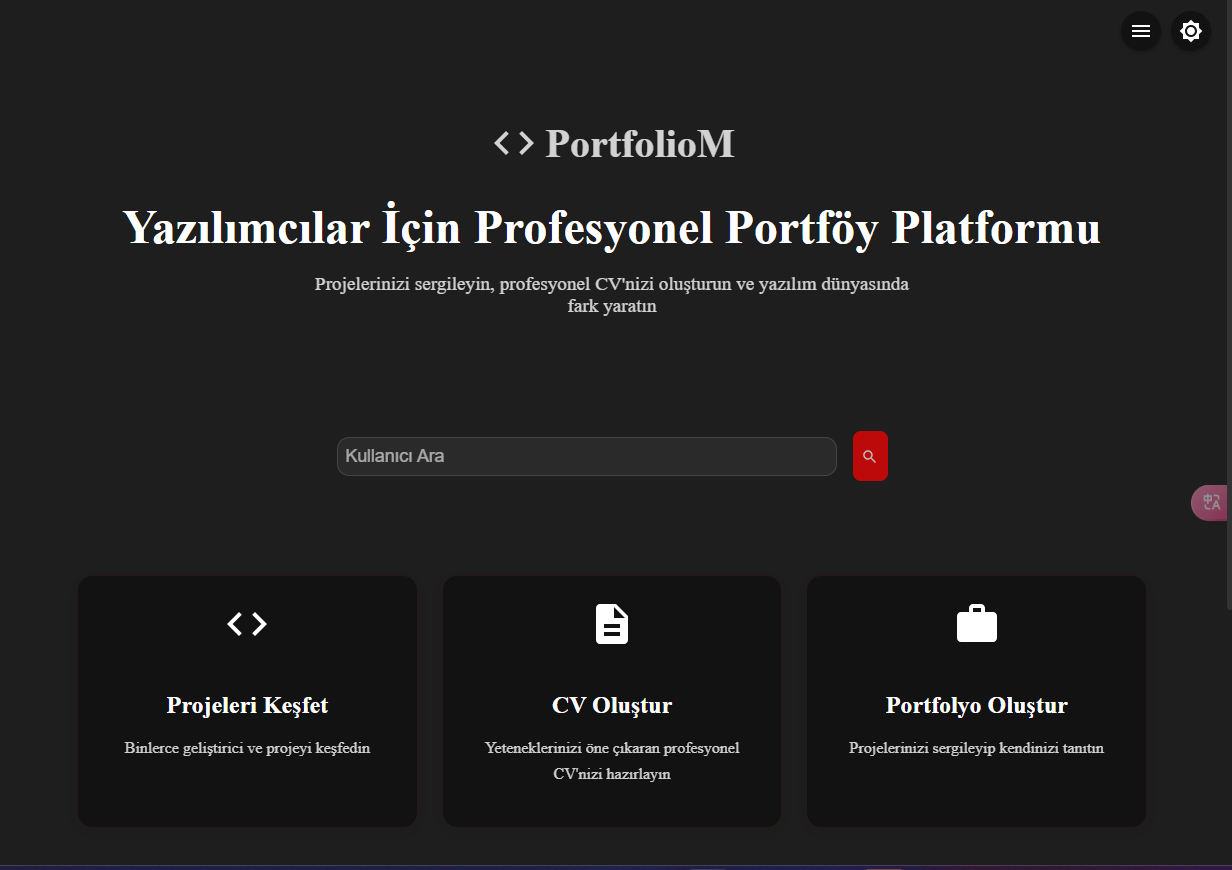 PortfolioM
Yazılımcılar İçin Profesyonel Portföy Platformu
Projelerinizi sergileyin, profesyonel CV'nizi oluşturun ve yazılım dünyasında
fark yaratın
Kullanıcı Ara
Projeleri Keşfet
Binlerce geliştirici ve projeyi keşfedin
CV Oluştur
Yeteneklerinizi öne çıkaran profesyonel
CV'nizi hazırlayın
Portfolyo Oluştur
Projelerinizi sergileyip kendinizi tanıtın